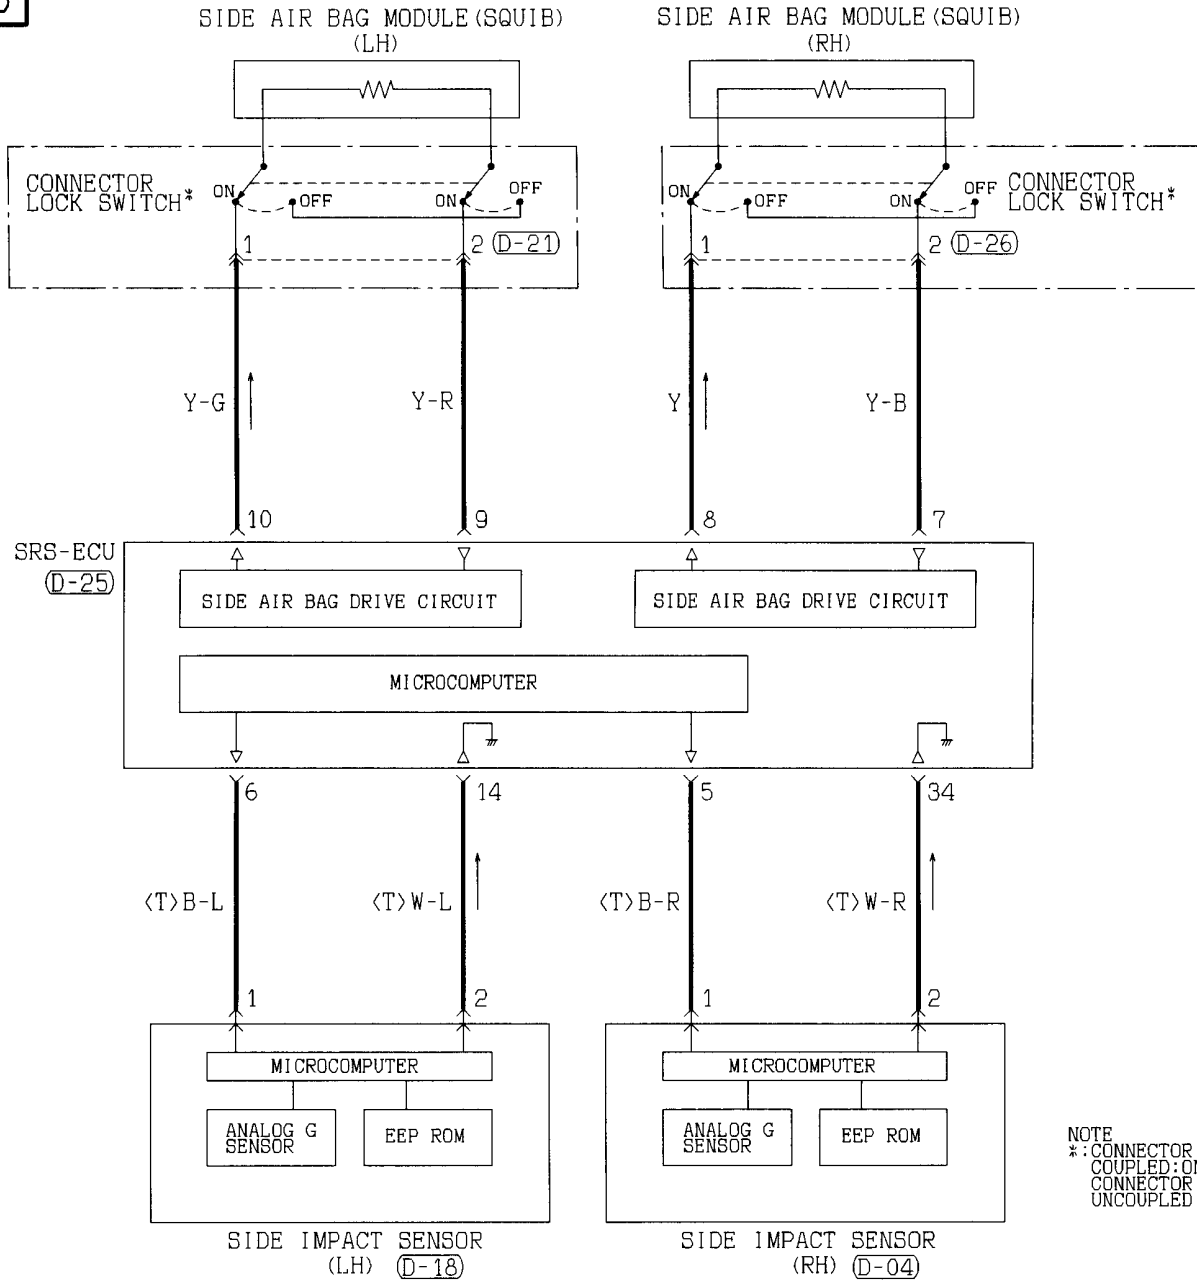 SIDE AIR BAG MODULE(SQUIB)
(LH)
SIDE AIR BAG MODULE(SQUIB)
(RH)
CONNECTOR
LOCK SWITCH*
ON
OFF
ON
OFF
ON
OFF
ON
OFF
CONNECTOR
LOCK SWITCH*
1
2
D-21
1
2
D-26
Y-G
Y-R
Y
Y-B
10
9
8
7
SRS-ECU
D-25
SIDE AIR BAG DRIVE CIRCUIT
SIDE AIR BAG DRIVE CIRCUIT
MICROCOMPUTER
6
14
5
34
<T>B-L
<T>W-L
<T>B-R
<T>W-R
1
2
1
2
MICROCOMPUTER
MICROCOMPUTER
ANALOG G
SENSOR
EEP ROM
ANALOG G
SENSOR
EEP ROM
NOTE
*:CONNECTOR
COUPLED:ON
CONNECTOR
UNCOUPLED
SIDE IMPACT SENSOR
(LH) D-18
SIDE IMPACT SENSOR
(RH) D-04